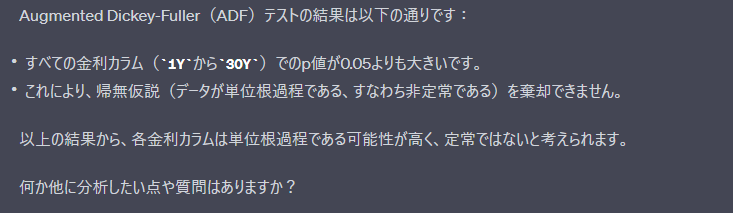 Augmented Dickey-Fuller（ADF）テストの結果は以下の通りです：
• すべての金利カラム（`1Y`から`30Y`）でのp値が0.05よりも大きいです。
• これにより、帰無仮説（データが単位根過程である、すなわち非定常である）を棄却できません。
以上の結果から、各金利カラムは単位根過程である可能性が高く、定常ではないと考えられます。
何か他に分析したい点や質問はありますか？